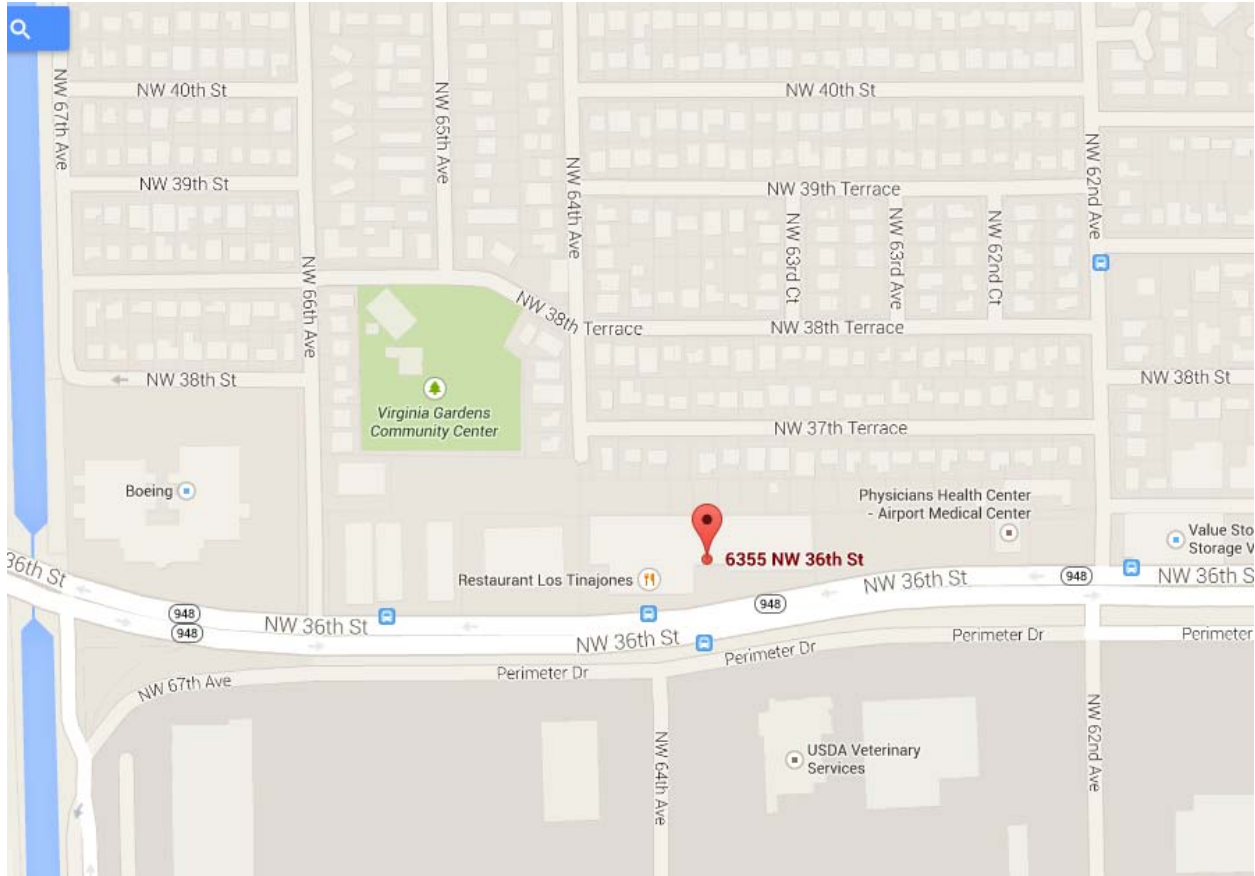 NW 40th St
NW 40th St
NW 67th Ave
NW 65th Ave
NW 62nd Ave
NW 64th Ave
NW 39th St
NW 39th Terrace
NW 63rd Ct
NW 63rd Ave
NW 62nd Ct
NW 66th Ave
NW 38th Terrace
NW 38th Terrace
NW 38th St
NW 38th St
Virginia Gardens
Community Center
NW 37th Terrace
Boeing
Physicians Health Center
- Airport Medical Center
Value Sto
Storage V
6355 NW 36th St
36th St
Restaurant Los Tinajones
NW 36th St
948
NW 36th S
948
948
948
NW 36th St
NW 36th St
Perimeter Dr
Perimeter
Perimeter Dr
Perimeter Dr
NW 67th Ave
NW 62nd Ave
NW 64th Ave
USDA Veterinary
Services